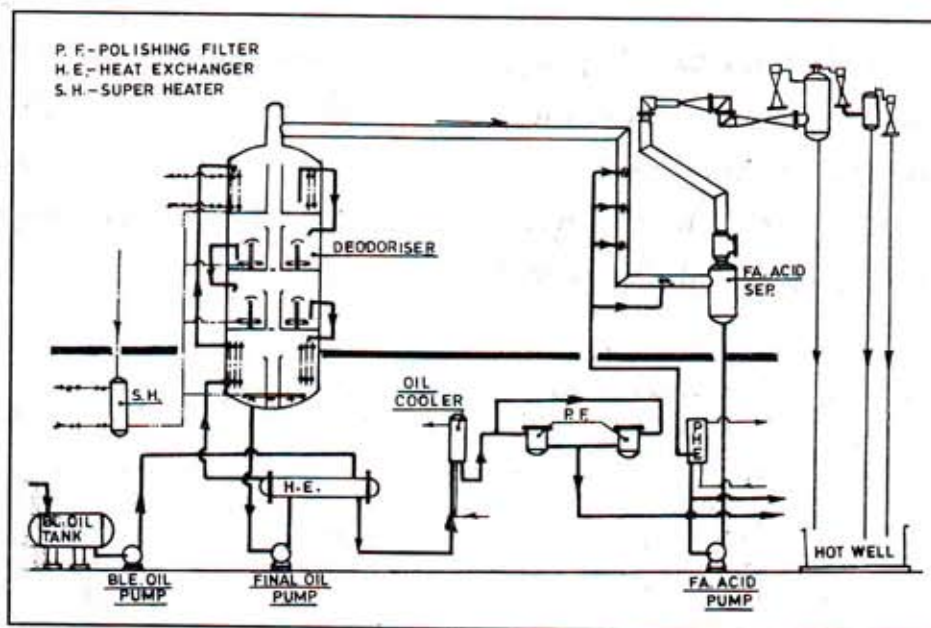 P. F.-POLISHING FILTER
H. E.-HEAT EXCHANGER
S. H.-SUPER HEATER
DEODORISER
FA. ACID
SEP.
S.H.
OIL
COOLER
P.F.
PHE
H.E.
BL. OIL
TANK
HOT WELL
BLE. OIL
PUMP
FINAL OIL
PUMP
FA. ACID
PUMP